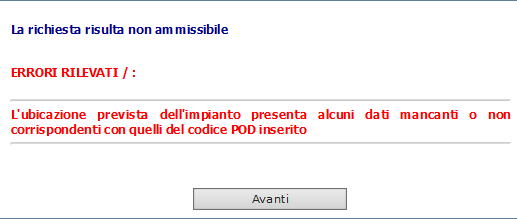 La richiesta risulta non ammissibile
ERRORI RILEVATI / :
L'ubicazione prevista dell'impianto presenta alcuni dati mancanti o non
corrispondenti con quelli del codice POD inserito
Avanti